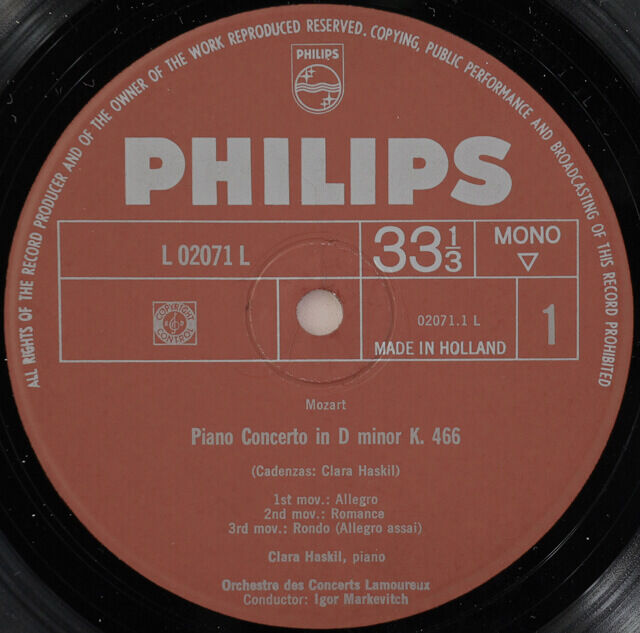 ALL RIGHTS OF THE RECORD PRODUCER AND OF THE OWNER OF THE WORK REPRODUCED RESERVED. COPYING, PUBLIC PERFORMANCE AND BROADCASTING OF THIS RECORD PROHIBITED
PHILIPS
PHILIPS
L 02071 L
33 1/3
MONO
COPYRIGHT
CONTROL
02071.1 L
MADE IN HOLLAND
1
Mozart
Piano Concerto in D minor K. 466
(Cadenzas: Clara Haskil)
1st mov.: Allegro
2nd mov.: Romance
3rd mov.: Rondo (Allegro assai)
Clara Haskil, piano
Orchestre des Concerts Lamoureux
Conductor: Igor Markevitch